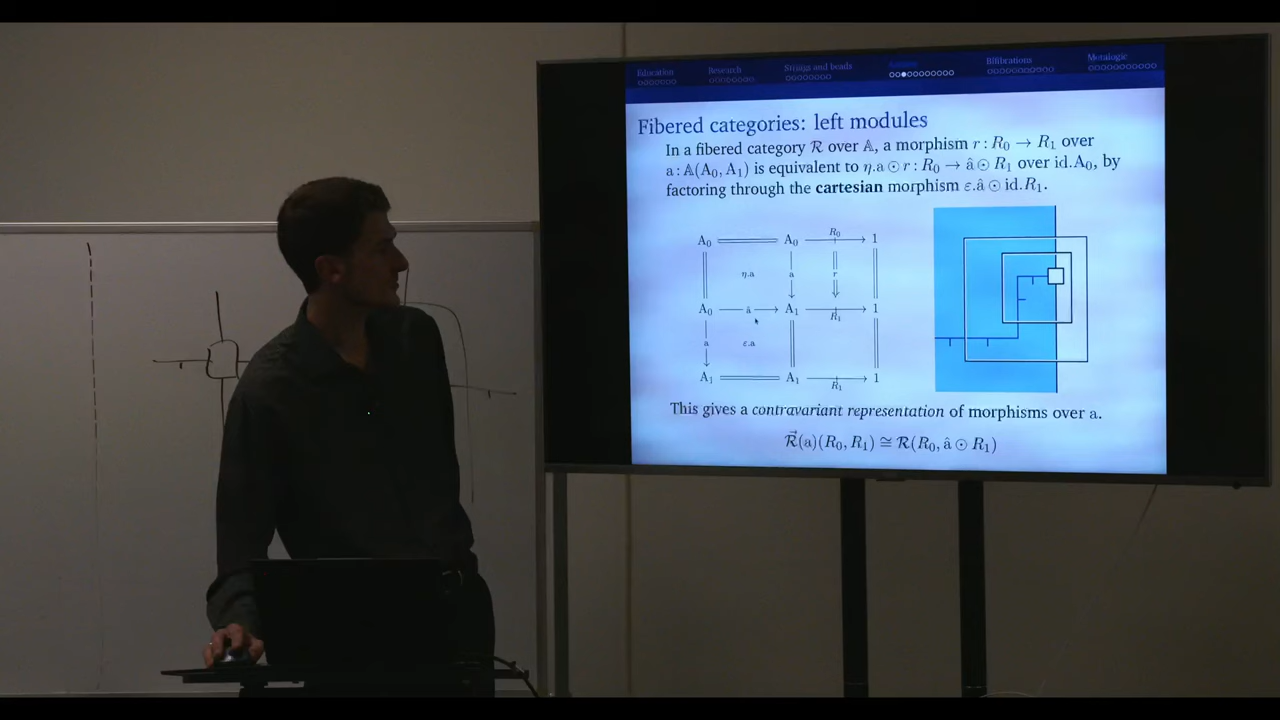 Education Research Strings and beads Bifibrations Metalogic
Fibered categories: left modules
In a fibered category ℛ over 𝔸, a morphism r : R₀ → R₁ over
a : 𝔸(A₀, A₁) is equivalent to η.a ⊙ r : R₀ → â ⊙ R₁ over id.A₀, by
factoring through the cartesian morphism ε.â ⊙ id.R₁.
A₀ A₀ R₀ 1
η.a a r
A₀ â A₁ R₁ 1
a ε.a
A₁ A₁ R₁ 1
This gives a contravariant representation of morphisms over a.
ℛ⃗(a)(R₀, R₁) ≅ ℛ(R₀, â ⊙ R₁)